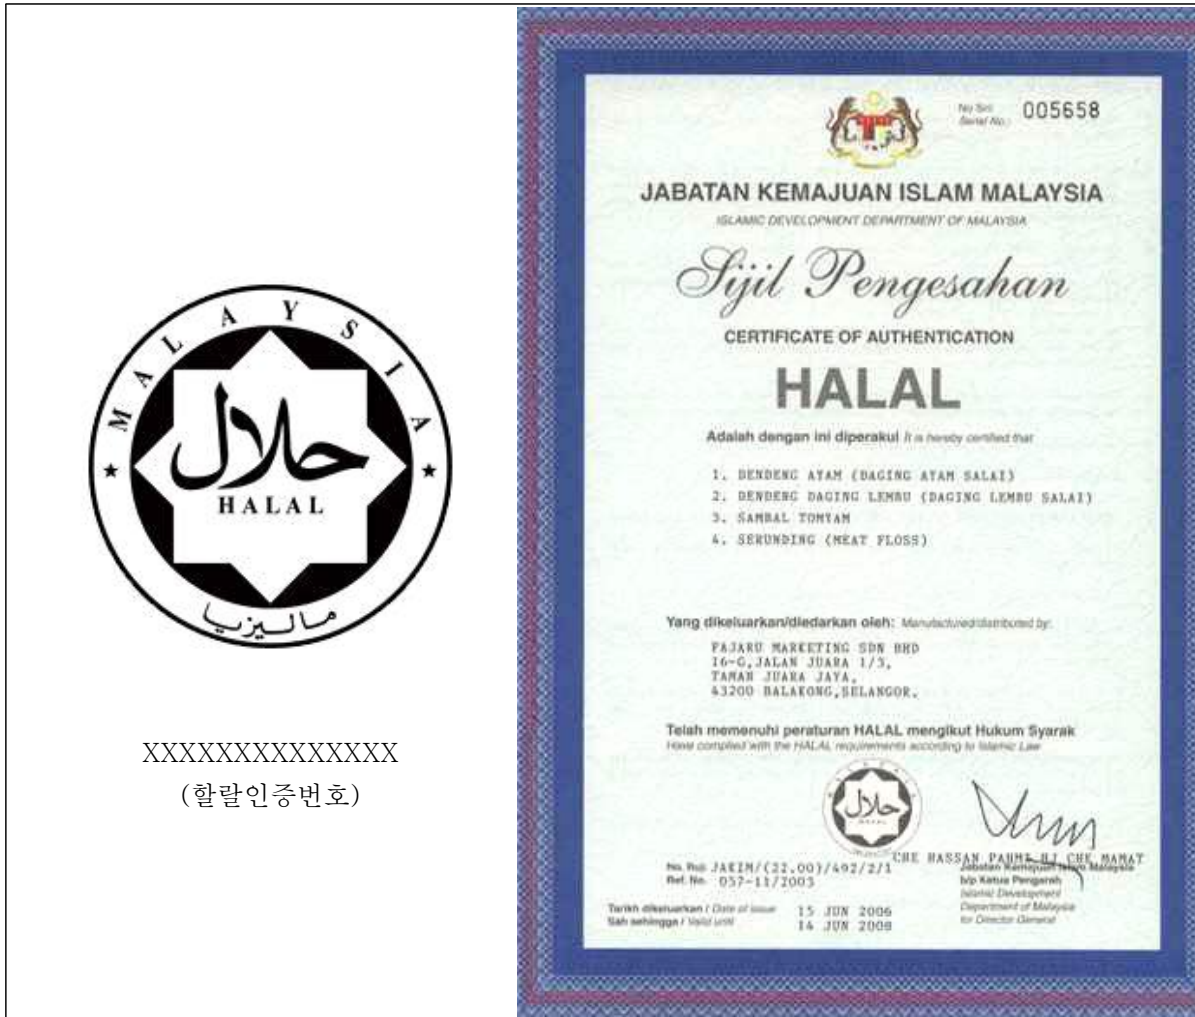 MALAYSIA
حلال
HALAL
ماليزيا
XXXXXXXXXXXXXX
(할랄인증번호)
No Siri
Serial No.: 005658
JABATAN KEMAJUAN ISLAM MALAYSIA
ISLAMIC DEVELOPMENT DEPARTMENT OF MALAYSIA
Sijil Pengesahan
CERTIFICATE OF AUTHENTICATION
HALAL
Adalah dengan ini diperakui It is hereby certified that
1. DENDENG AYAM (DAGING AYAM SALAI)
2. DENDENG DAGING LEMBU (DAGING LEMBU SALAI)
3. SAMBAL TOMYAM
4. SERUNDING (MEAT FLOSS)
Yang dikeluarkan/diedarkan oleh: Manufactured/distributed by:
FAJARU MARKETING SDN BHD
16-G,JALAN JUARA 1/3,
TAMAN JUARA JAYA,
43200 BALAKONG,SELANGOR.
Telah memenuhi peraturan HALAL mengikut Hukum Syarak
Have complied with the HALAL requirements according to Islamic Law
MALAYSIA
حلال
HALAL
CHE HASSAN PAHMI HJ CHE MAMAT
No. Ruj. JAKIM/(22.00)/492/2/1
Ref. No. 057-11/2003
Jabatan Kemajuan Islam Malaysia
b/p Ketua Pengarah
Islamic Development
Department of Malaysia
for Director General
Tarikh dikeluarkan / Date of issue 15 JUN 2006
Sah sehingga / Valid until 14 JUN 2008